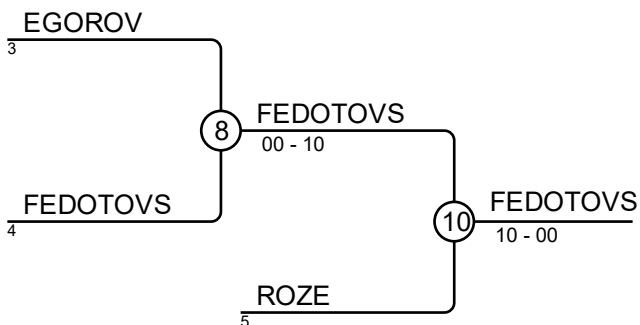 EGOROV
3
8
FEDOTOVS
00 - 10
FEDOTOVS
4
10
FEDOTOVS
10 - 00
ROZE
5